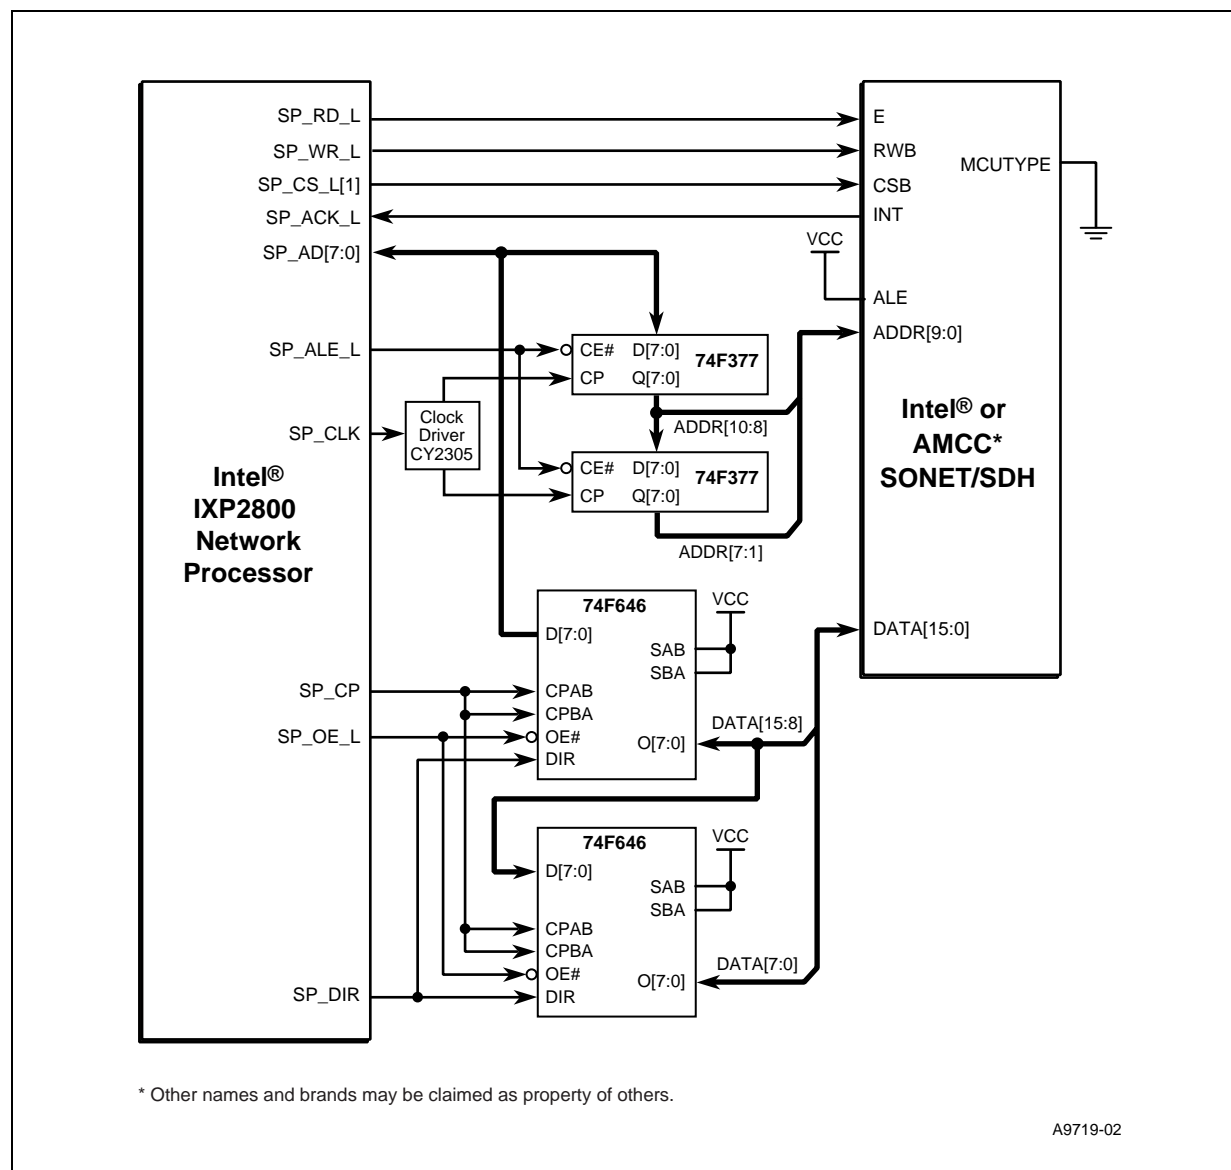 SP_RD_L
SP_WR_L
SP_CS_L[1]
SP_ACK_L
SP_AD[7:0]
SP_ALE_L
SP_CLK
Intel®
IXP2800
Network
Processor
SP_CP
SP_OE_L
SP_DIR
Clock
Driver
CY2305
CE# D[7:0]
74F377
CP Q[7:0]
ADDR[10:8]
CE# D[7:0]
74F377
CP Q[7:0]
ADDR[7:1]
74F646
D[7:0]
SAB
SBA
VCC
CPAB
CPBA
OE#
DIR
O[7:0]
DATA[15:8]
74F646
D[7:0]
SAB
SBA
VCC
CPAB
CPBA
OE#
DIR
O[7:0]
DATA[7:0]
E
RWB
CSB
INT
MCUTYPE
VCC
ALE
ADDR[9:0]
Intel® or
AMCC*
SONET/SDH
DATA[15:0]
* Other names and brands may be claimed as property of others.
A9719-02